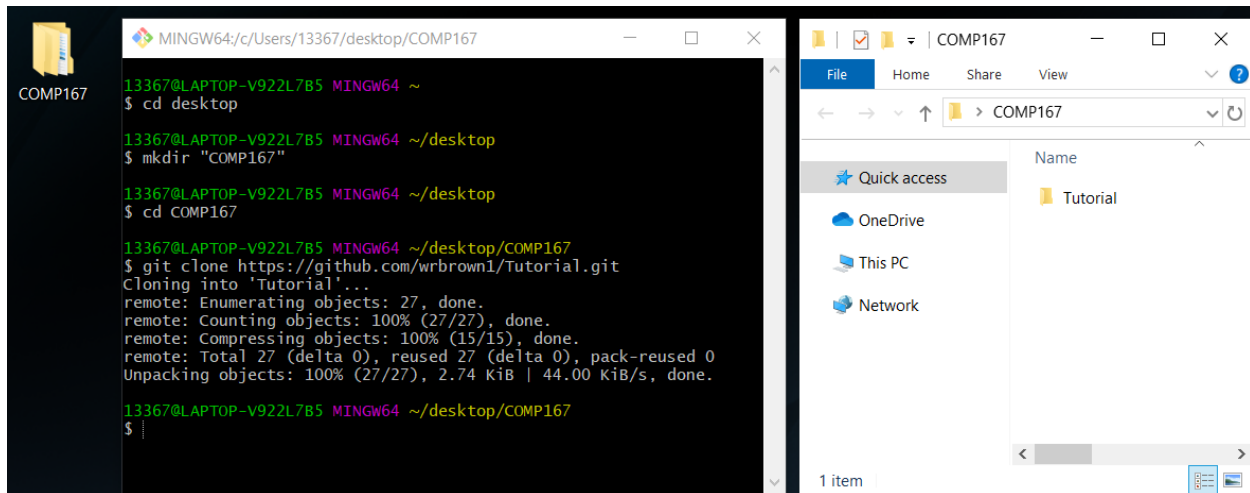 COMP167
MINGW64:/c/Users/13367/desktop/COMP167
13367@LAPTOP-V922L7B5 MINGW64 ~
$ cd desktop
13367@LAPTOP-V922L7B5 MINGW64 ~/desktop
$ mkdir "COMP167"
13367@LAPTOP-V922L7B5 MINGW64 ~/desktop
$ cd COMP167
13367@LAPTOP-V922L7B5 MINGW64 ~/desktop/COMP167
$ git clone https://github.com/wrbrown1/Tutorial.git
Cloning into 'Tutorial'...
remote: Enumerating objects: 27, done.
remote: Counting objects: 100% (27/27), done.
remote: Compressing objects: 100% (15/15), done.
remote: Total 27 (delta 0), reused 27 (delta 0), pack-reused 0
Unpacking objects: 100% (27/27), 2.74 KiB | 44.00 KiB/s, done.
13367@LAPTOP-V922L7B5 MINGW64 ~/desktop/COMP167
$
COMP167
File Home Share View
COMP167
Name
Quick access
Tutorial
OneDrive
This PC
Network
1 item